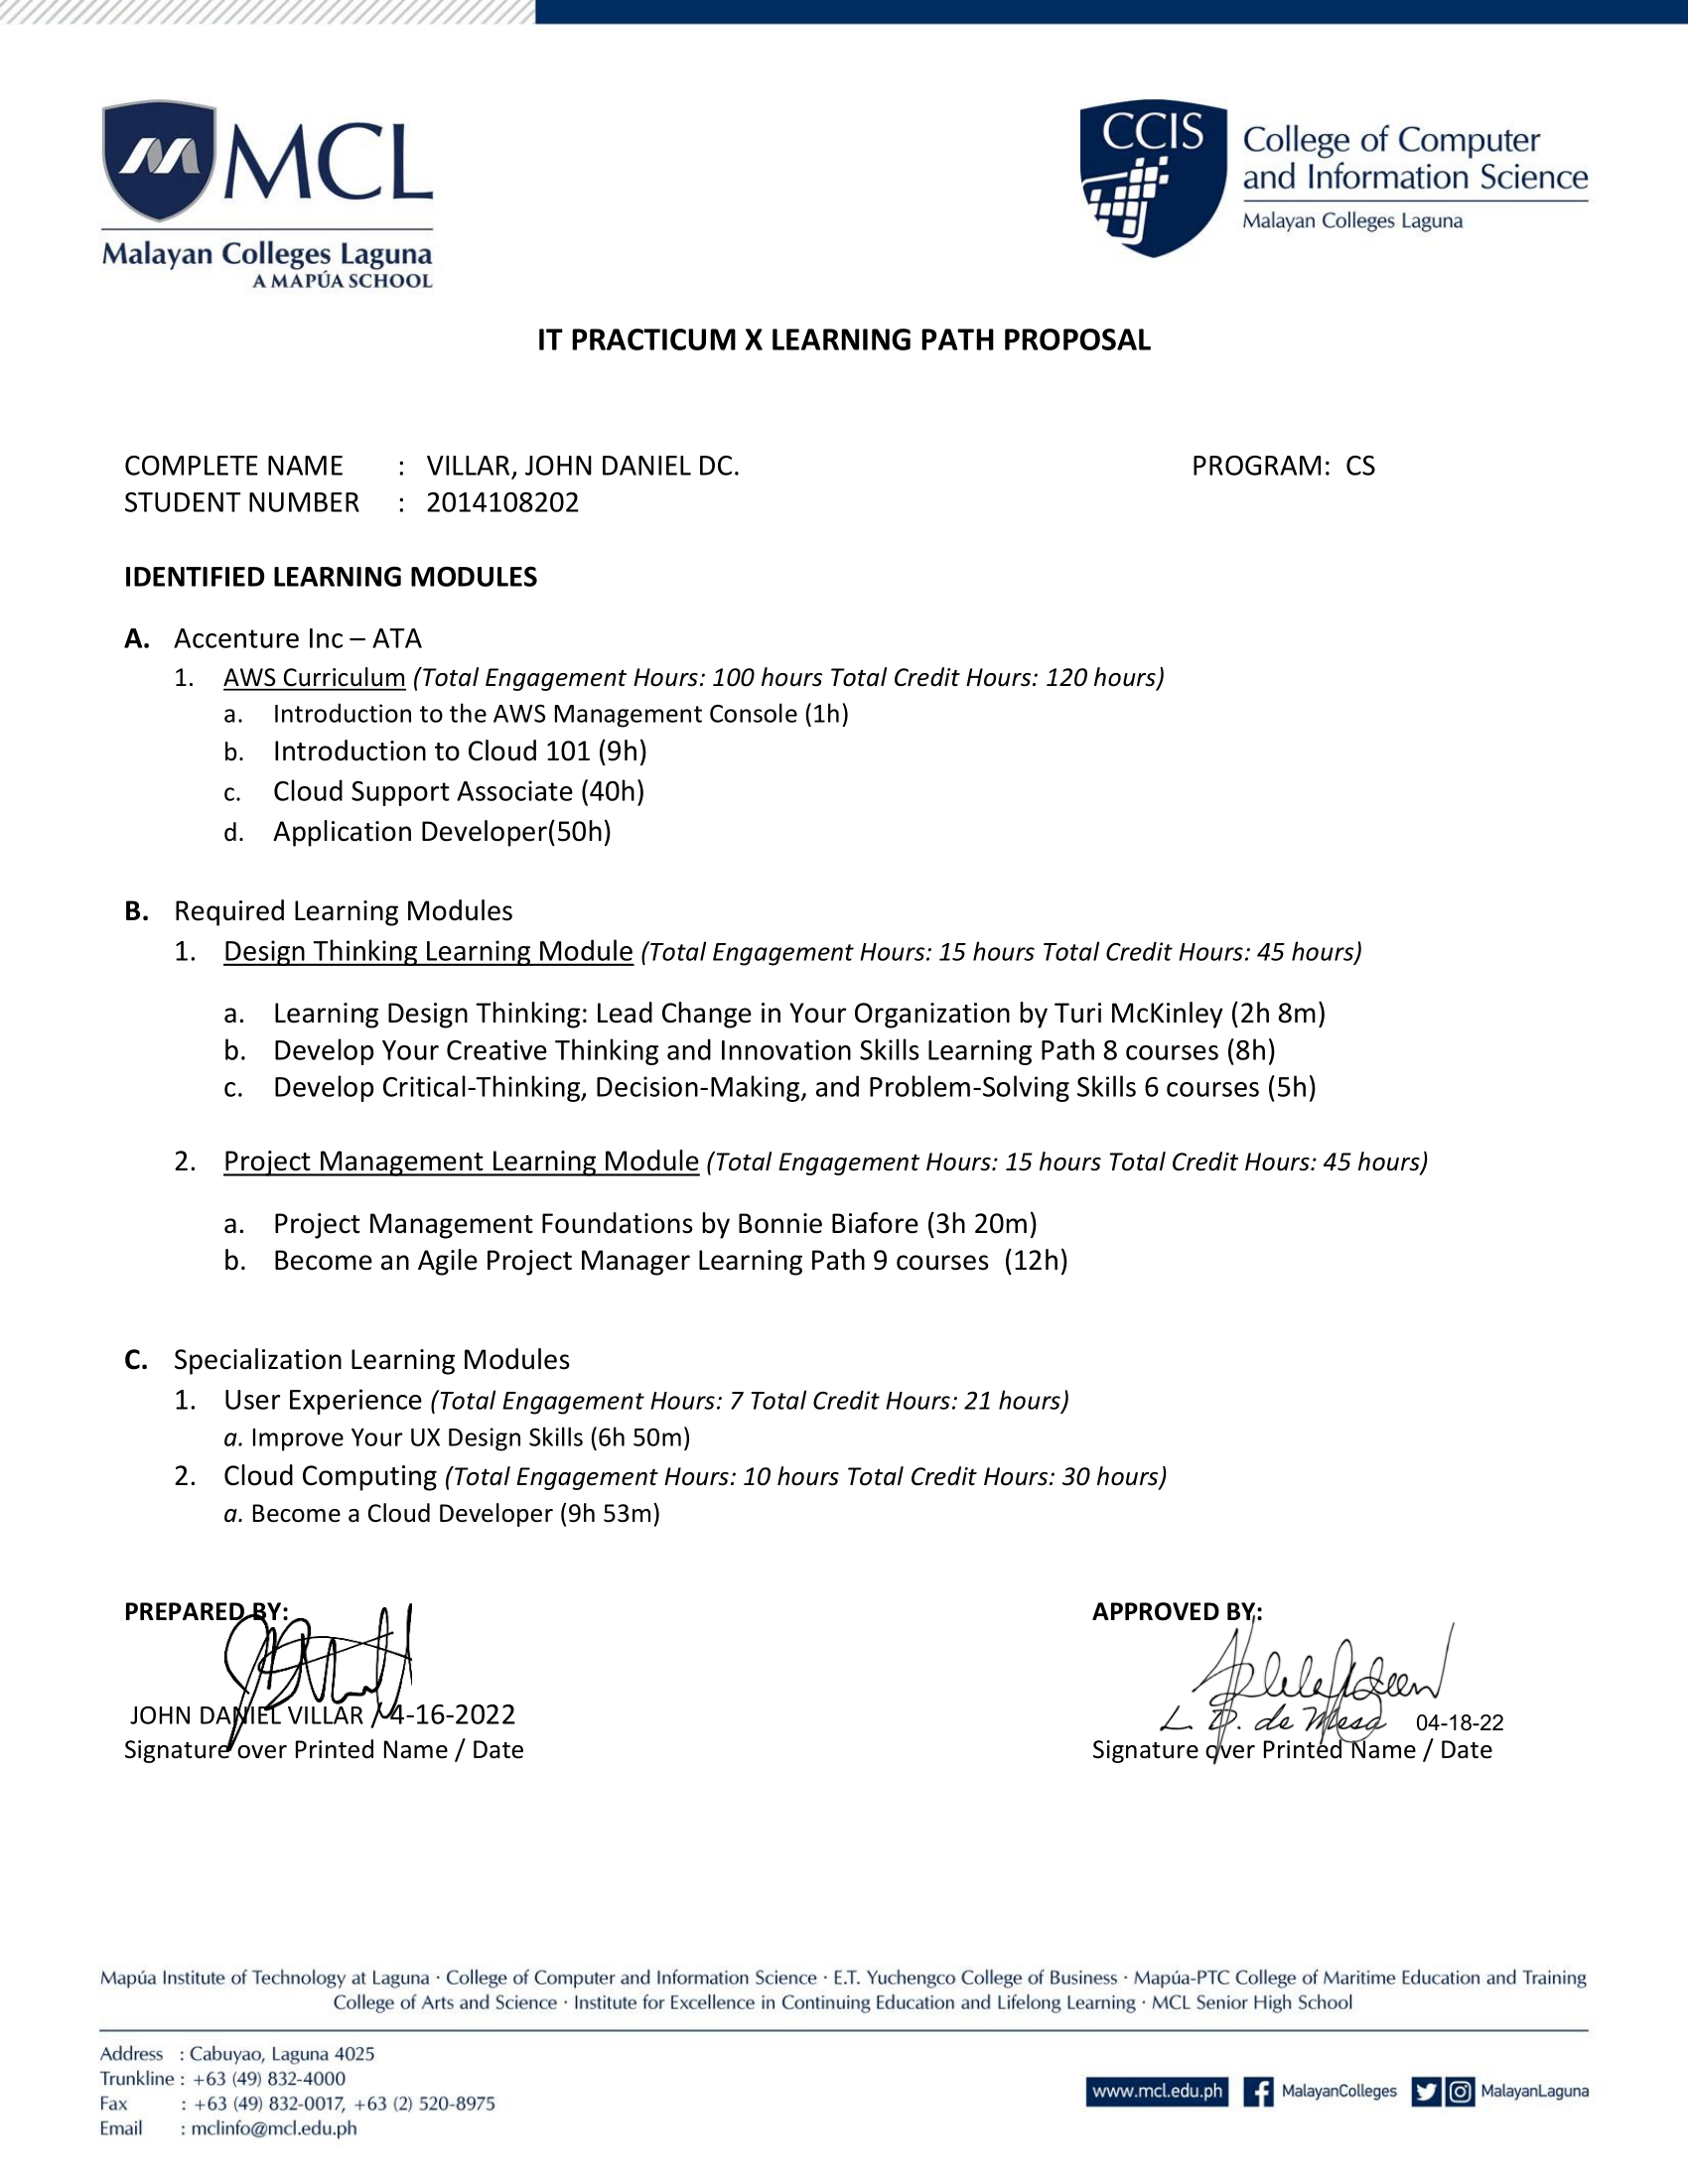 MCL
Malayan Colleges Laguna
A MAPÚA SCHOOL
CCIS
College of Computer
and Information Science
Malayan Colleges Laguna
IT PRACTICUM X LEARNING PATH PROPOSAL
COMPLETE NAME : VILLAR, JOHN DANIEL DC. PROGRAM: CS
STUDENT NUMBER : 2014108202
IDENTIFIED LEARNING MODULES
A. Accenture Inc – ATA
1. AWS Curriculum (Total Engagement Hours: 100 hours Total Credit Hours: 120 hours)
a. Introduction to the AWS Management Console (1h)
b. Introduction to Cloud 101 (9h)
c. Cloud Support Associate (40h)
d. Application Developer(50h)
B. Required Learning Modules
1. Design Thinking Learning Module (Total Engagement Hours: 15 hours Total Credit Hours: 45 hours)
a. Learning Design Thinking: Lead Change in Your Organization by Turi McKinley (2h 8m)
b. Develop Your Creative Thinking and Innovation Skills Learning Path 8 courses (8h)
c. Develop Critical-Thinking, Decision-Making, and Problem-Solving Skills 6 courses (5h)
2. Project Management Learning Module (Total Engagement Hours: 15 hours Total Credit Hours: 45 hours)
a. Project Management Foundations by Bonnie Biafore (3h 20m)
b. Become an Agile Project Manager Learning Path 9 courses (12h)
C. Specialization Learning Modules
1. User Experience (Total Engagement Hours: 7 Total Credit Hours: 21 hours)
a. Improve Your UX Design Skills (6h 50m)
2. Cloud Computing (Total Engagement Hours: 10 hours Total Credit Hours: 30 hours)
a. Become a Cloud Developer (9h 53m)
PREPARED BY: APPROVED BY:
JOHN DANIEL VILLAR / 4-16-2022 L. D. de Mesa 04-18-22
Signature over Printed Name / Date Signature over Printed Name / Date
Mapúa Institute of Technology at Laguna · College of Computer and Information Science · E.T. Yuchengco College of Business · Mapúa-PTC College of Maritime Education and Training
College of Arts and Science · Institute for Excellence in Continuing Education and Lifelong Learning · MCL Senior High School
Address : Cabuyao, Laguna 4025
Trunkline : +63 (49) 832-4000
Fax : +63 (49) 832-0017, +63 (2) 520-8975
Email : mclinfo@mcl.edu.ph
www.mcl.edu.ph MalayanColleges MalayanLaguna